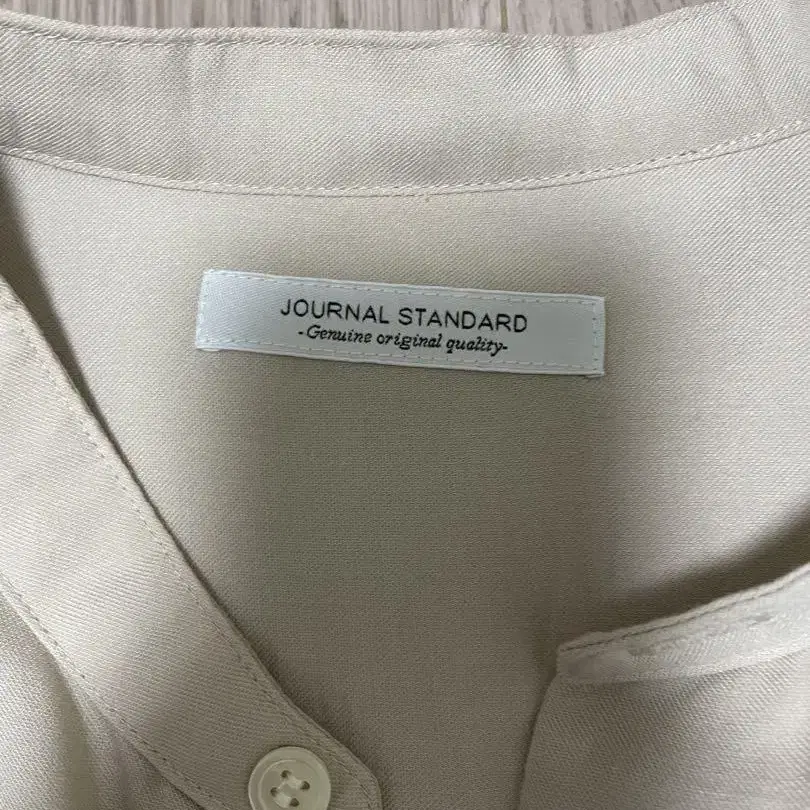 JOURNAL STANDARD
-Genuine original quality-